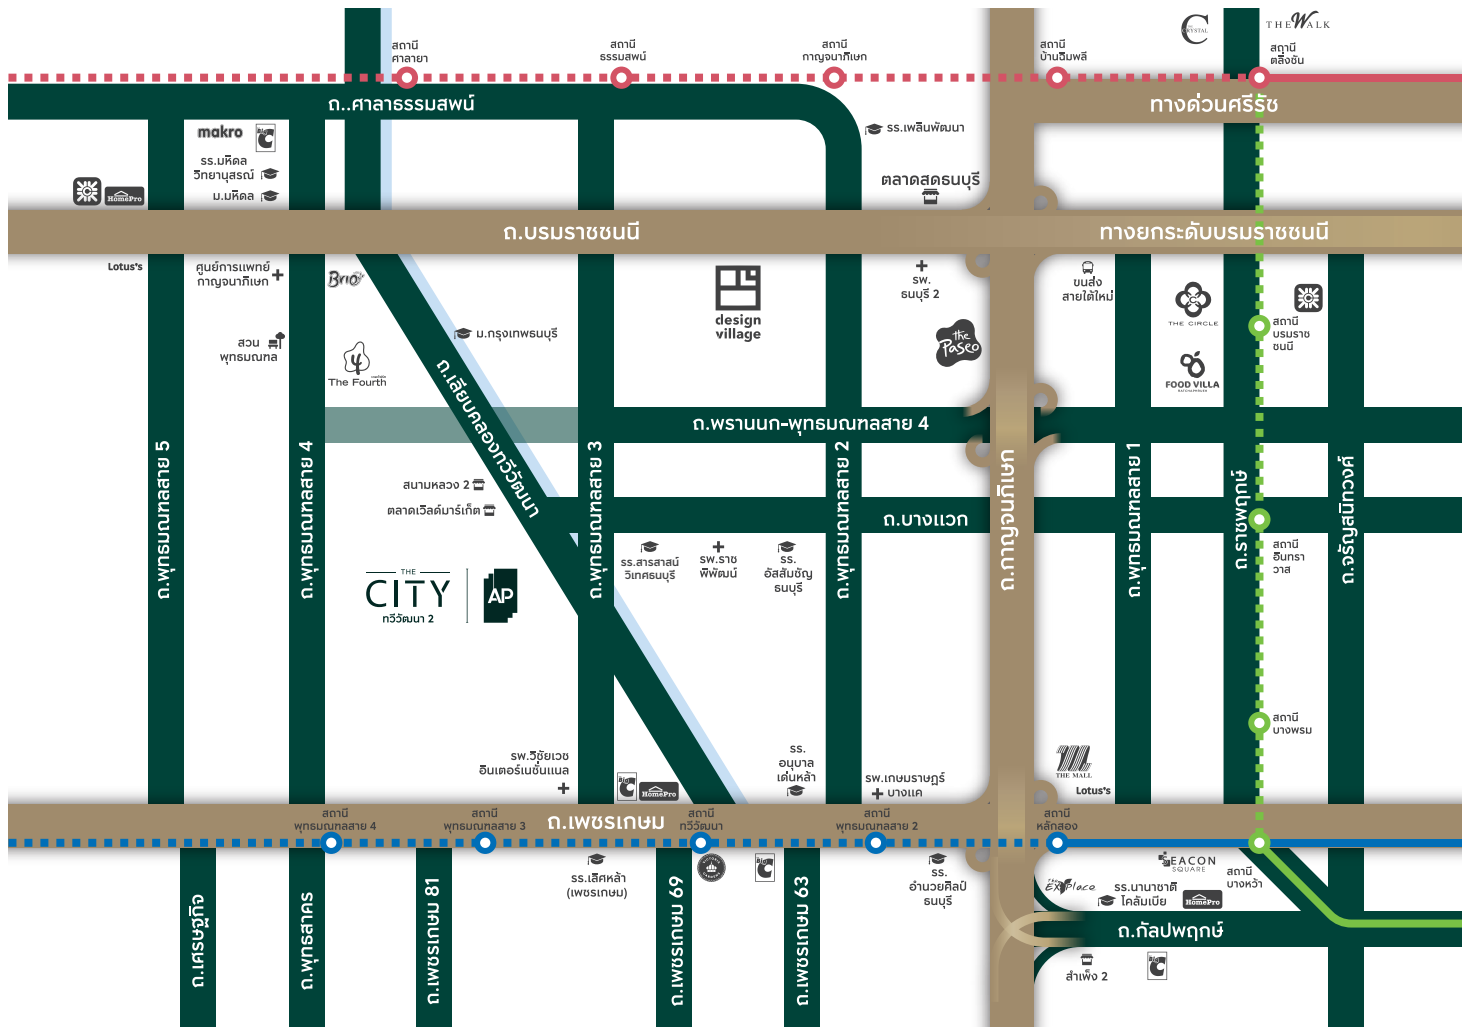 THE
CRYSTAL
THE WALK
สถานี
ศาลายา
สถานี
ธรรมสพน์
สถานี
กาญจนาภิเษก
สถานี
บ้านฉิมพลี
สถานี
ตลิ่งชัน
ถ..ศาลาธรรมสพน์
ทางด่วนศรีรัช
makro
Big C
รร.มหิดล
วิทยานุสรณ์
ม.มหิดล
HomePro
รร.เพลินพัฒนา
ตลาดสดธนบุรี
ถ.บรมราชชนนี
ทางยกระดับบรมราชชนนี
Lotus's
ศูนย์การแพทย์
กาญจนาภิเษก
Brio
design
village
รพ.
ธนบุรี 2
ขนส่ง
สายใต้ใหม่
THE CIRCLE
สถานี
บรมราช
ชนนี
สวน
พุทธมณฑล
The Fourth
ม.กรุงเทพธนบุรี
the
Paseo
FOOD VILLA
RATCHAPHRUEK
ถ.เลียบคลองทวีวัฒนา
ถ.พรานนก-พุทธมณฑลสาย 4
ถ.พุทธมณฑลสาย 5
ถ.พุทธมณฑลสาย 4
ถ.พุทธมณฑลสาย 3
ถ.พุทธมณฑลสาย 2
ถ.กาญจนาภิเษก
ถ.พุทธมณฑลสาย 1
ถ.ราชพฤกษ์
ถ.จรัญสนิทวงศ์
สนามหลวง 2
ตลาดเวิลด์มาร์เก็ต
ถ.บางแวก
รร.สารสาสน์
วิเทศธนบุรี
รพ.ราช
พิพัฒน์
รร.
อัสสัมชัญ
ธนบุรี
สถานี
อินทรา
วาส
THE
CITY
ทวีวัฒนา 2
AP
สถานี
บางพรม
รพ.วิชัยเวช
อินเตอร์เนชั่นแนล
Big C
HomePro
รร.
อนุบาล
เด่นหล้า
รพ.เกษมราษฎร์
บางแค
THE MALL
Lotus's
ถ.เพชรเกษม
สถานี
พุทธมณฑลสาย 4
สถานี
พุทธมณฑลสาย 3
สถานี
ทวีวัฒนา
สถานี
พุทธมณฑลสาย 2
สถานี
หลักสอง
รร.เลิศหล้า
(เพชรเกษม)
VICTORIA
GARDENS
Big C
รร.
อำนวยศิลป์
ธนบุรี
SEACON
SQUARE
สถานี
บางหว้า
THE EXPlace
รร.นานาชาติ
โคลัมเบีย
HomePro
ถ.เศรษฐกิจ
ถ.พุทธสาคร
ถ.เพชรเกษม 81
ถ.เพชรเกษม 69
ถ.เพชรเกษม 63
ถ.กัลปพฤกษ์
สำเพ็ง 2
Big C